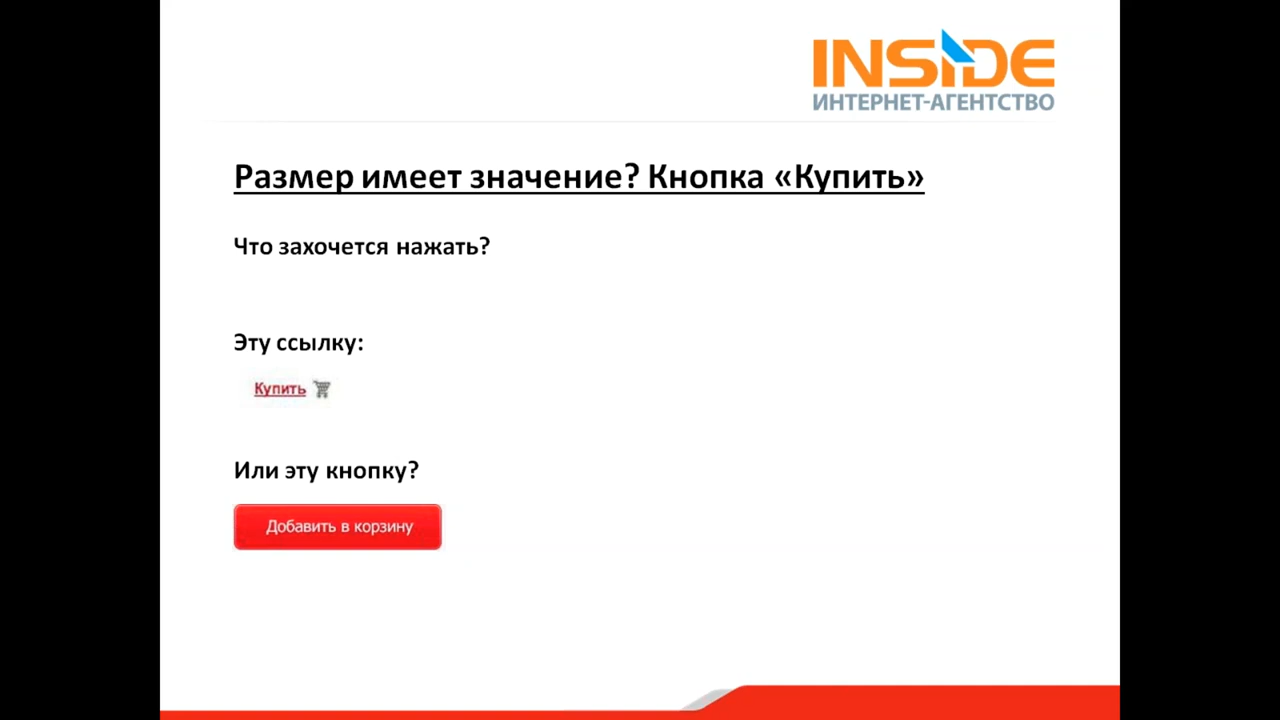 INSIDE
ИНТЕРНЕТ-АГЕНТСТВО
Размер имеет значение? Кнопка «Купить»
Что захочется нажать?
Эту ссылку:
Купить
Или эту кнопку?
Добавить в корзину